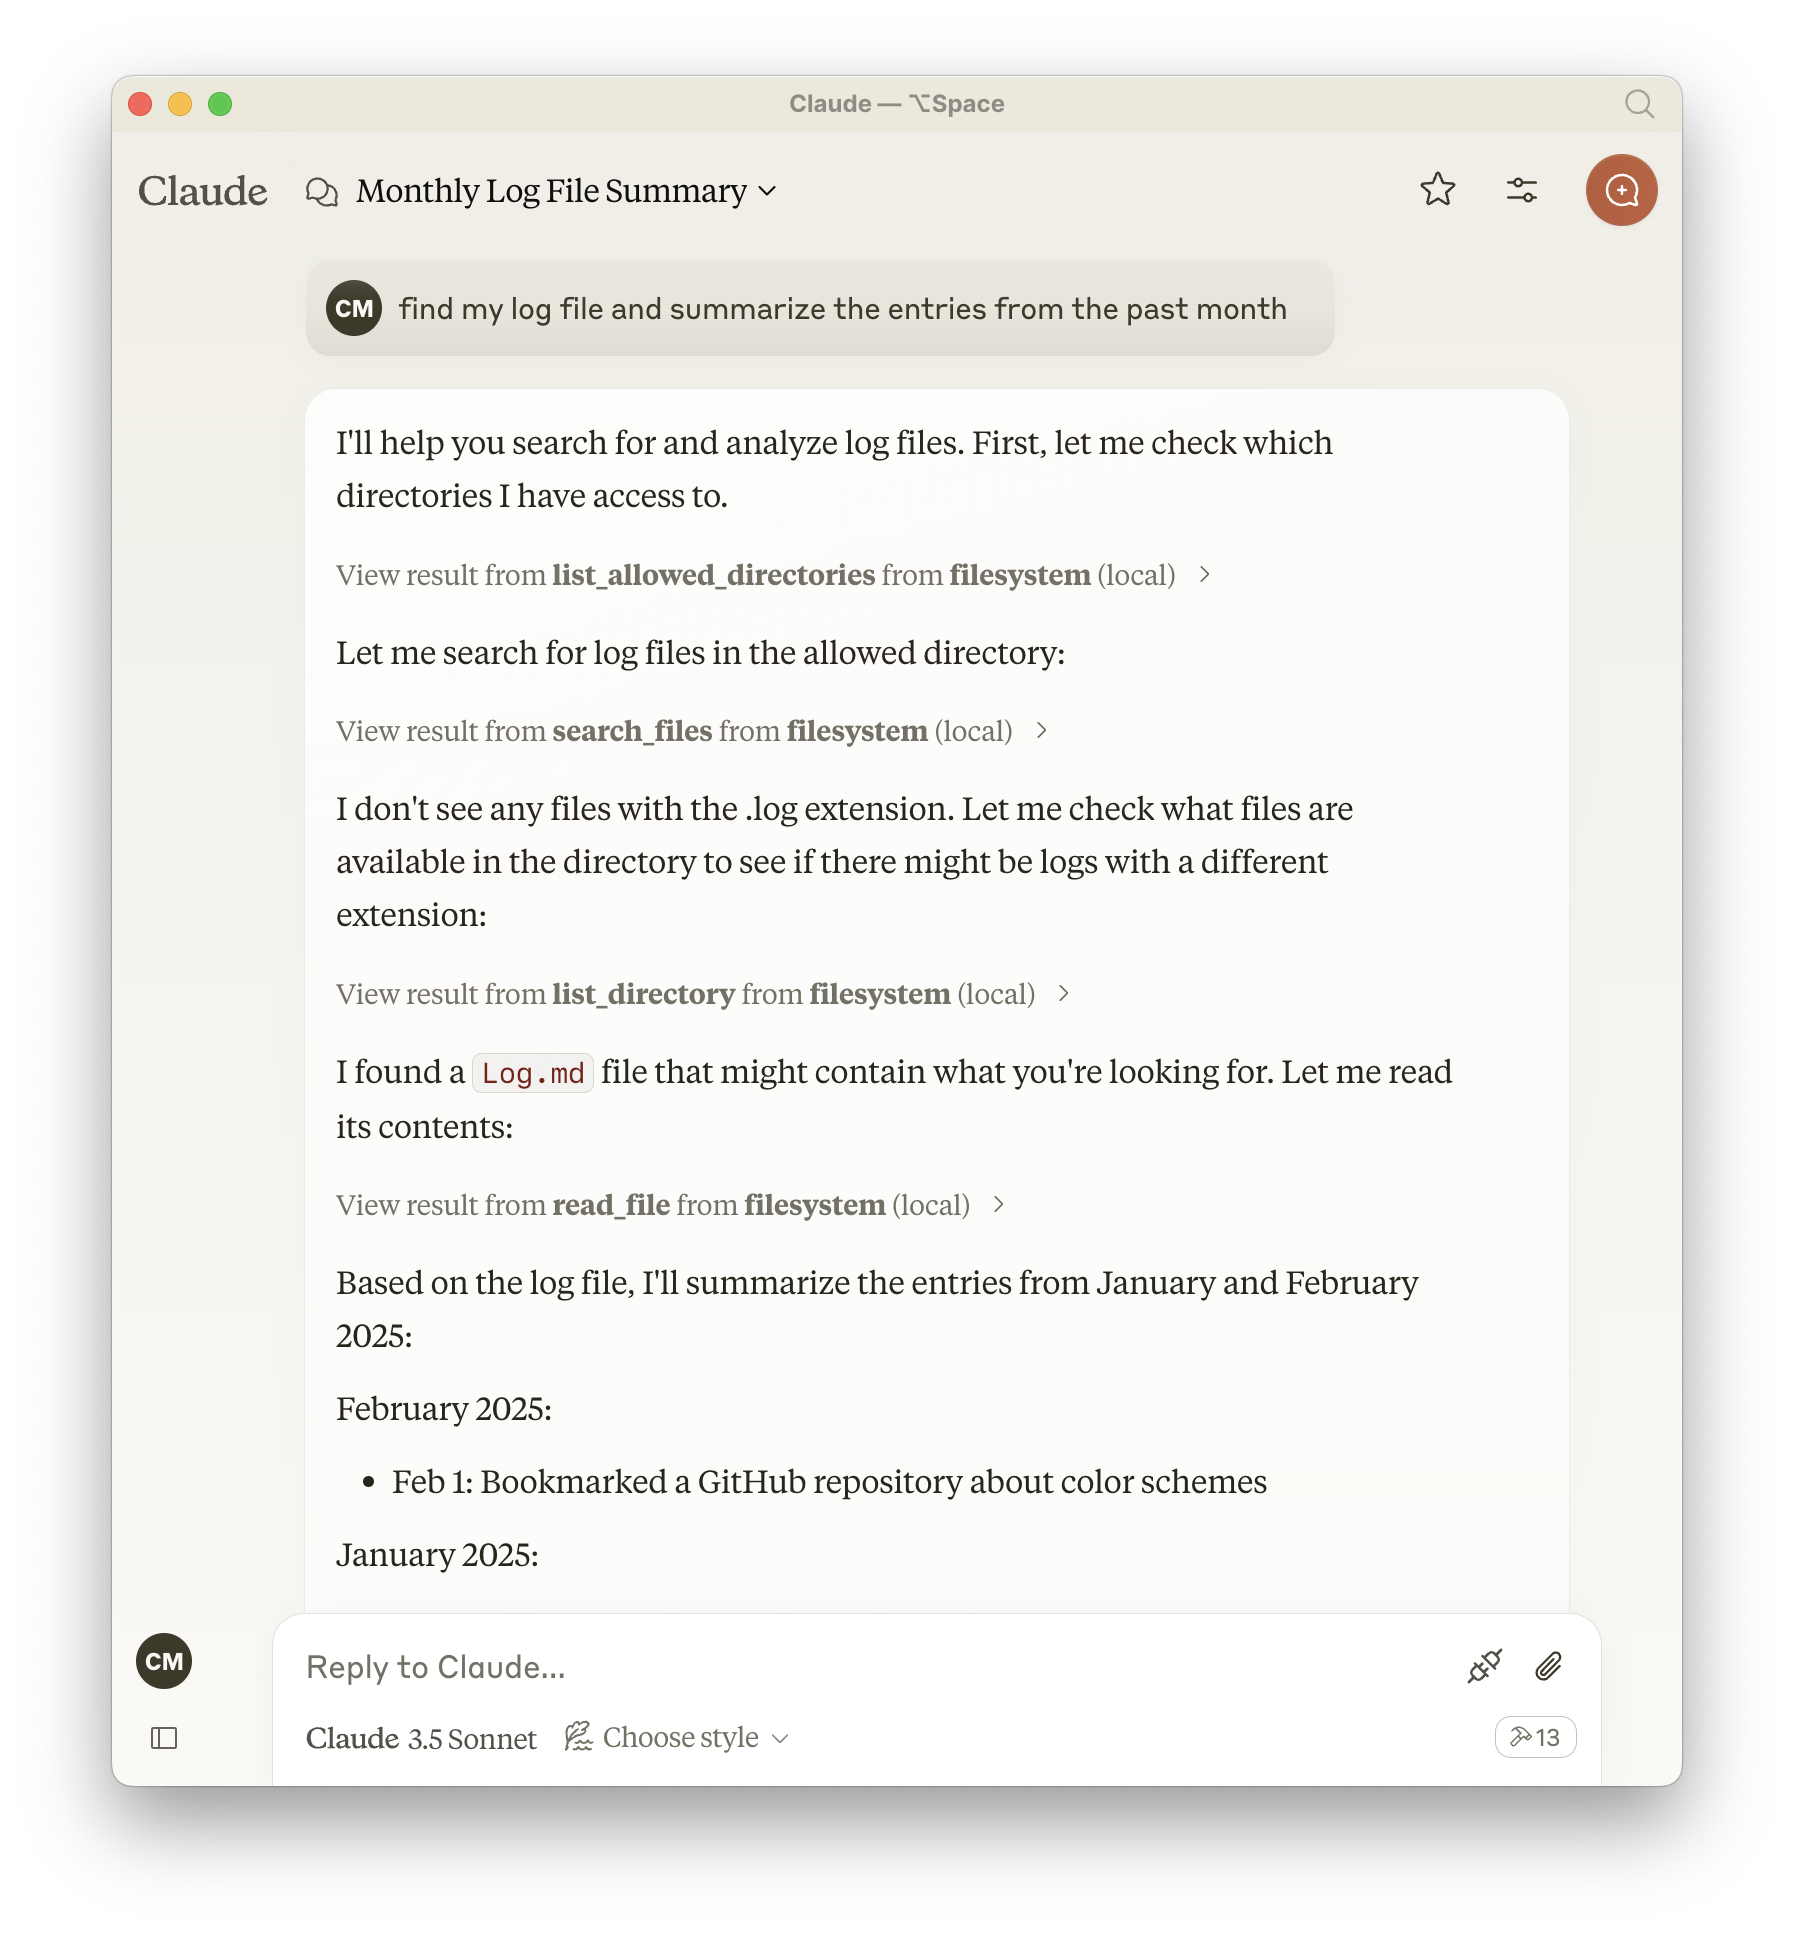 Claude — ⌥Space
Claude
Monthly Log File Summary
CM
find my log file and summarize the entries from the past month
I'll help you search for and analyze log files. First, let me check which
directories I have access to.
View result from list_allowed_directories from filesystem (local)
Let me search for log files in the allowed directory:
View result from search_files from filesystem (local)
I don't see any files with the .log extension. Let me check what files are
available in the directory to see if there might be logs with a different
extension:
View result from list_directory from filesystem (local)
I found a Log.md file that might contain what you're looking for. Let me read
its contents:
View result from read_file from filesystem (local)
Based on the log file, I'll summarize the entries from January and February
2025:
February 2025:
• Feb 1: Bookmarked a GitHub repository about color schemes
January 2025:
CM
Reply to Claude...
Claude 3.5 Sonnet
Choose style
13